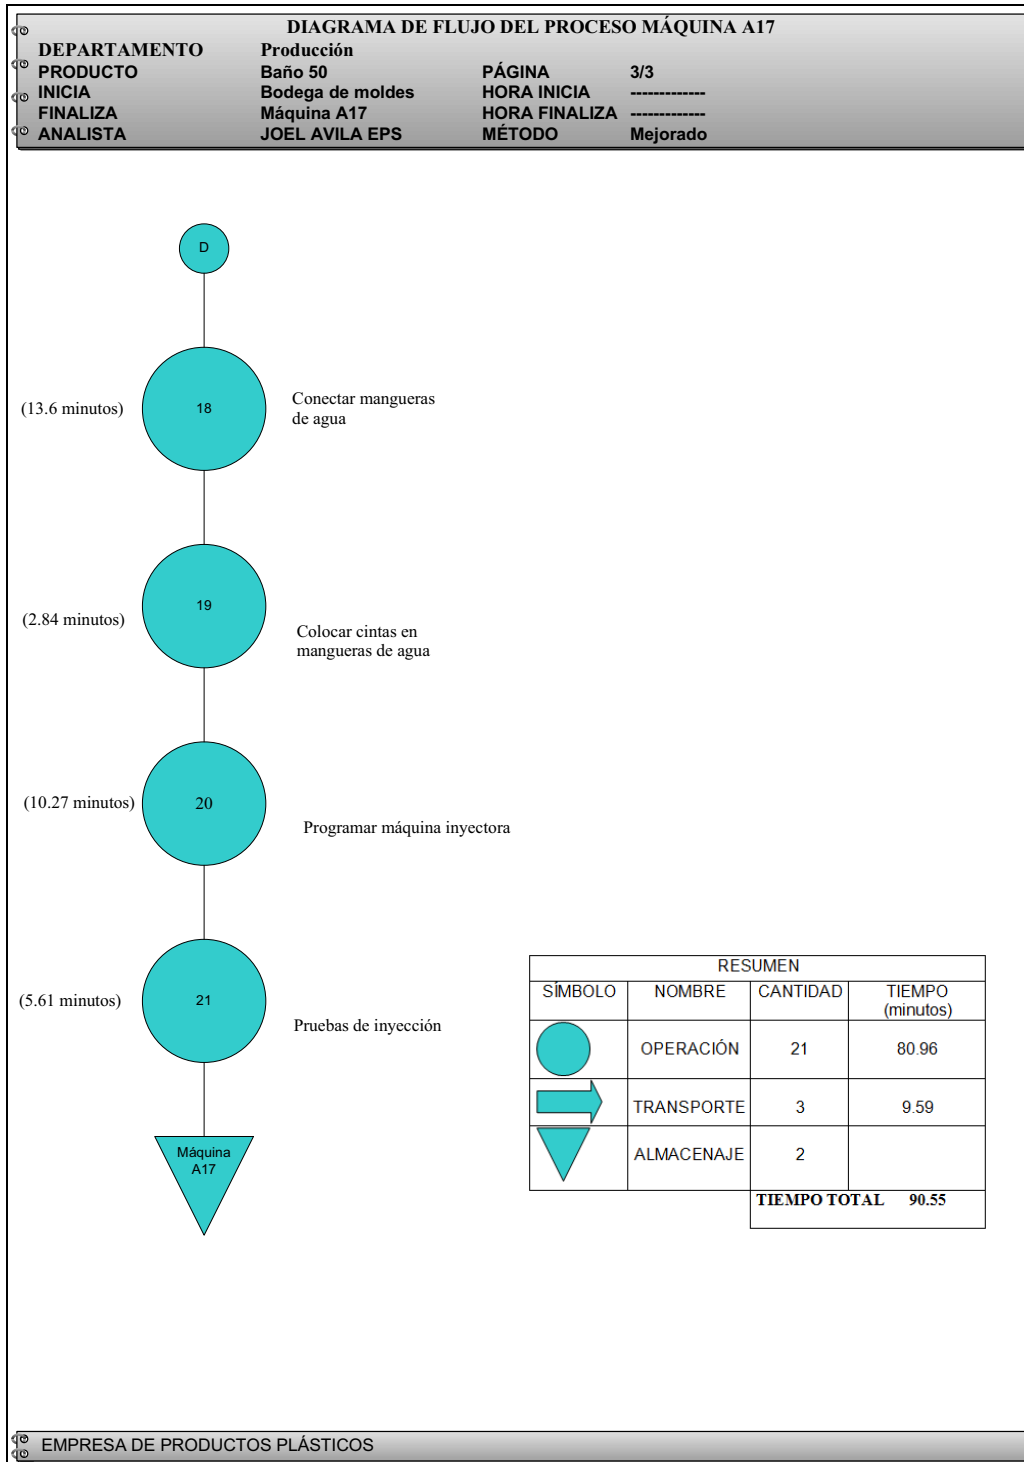 DIAGRAMA DE FLUJO DEL PROCESO MÁQUINA A17
DEPARTAMENTO Producción
PRODUCTO Baño 50 PÁGINA 3/3
INICIA Bodega de moldes HORA INICIA -------------
FINALIZA Máquina A17 HORA FINALIZA -------------
ANALISTA JOEL AVILA EPS MÉTODO Mejorado
D
(13.6 minutos) 18 Conectar mangueras
de agua
(2.84 minutos) 19 Colocar cintas en
mangueras de agua
(10.27 minutos) 20 Programar máquina inyectora
(5.61 minutos) 21 Pruebas de inyección
Máquina
A17
RESUMEN
SÍMBOLO NOMBRE CANTIDAD TIEMPO
(minutos)
OPERACIÓN 21 80.96
TRANSPORTE 3 9.59
ALMACENAJE 2
TIEMPO TOTAL 90.55
EMPRESA DE PRODUCTOS PLÁSTICOS